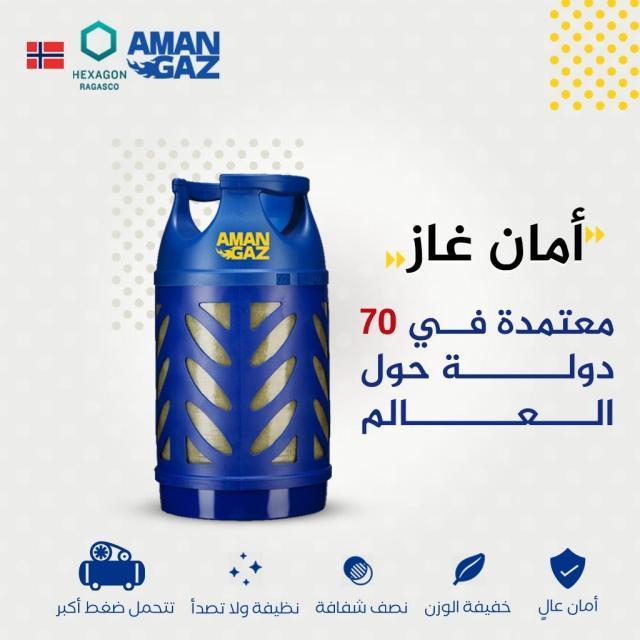 HEXAGON
RAGASCO
AMAN
GAZ
AMAN
GAZ
"أمان غاز"
معتمدة في 70
دولة حول
العالم
أمان عالٍ
خفيفة الوزن
نصف شفافة
نظيفة ولا تصدأ
تتحمل ضغط أكبر